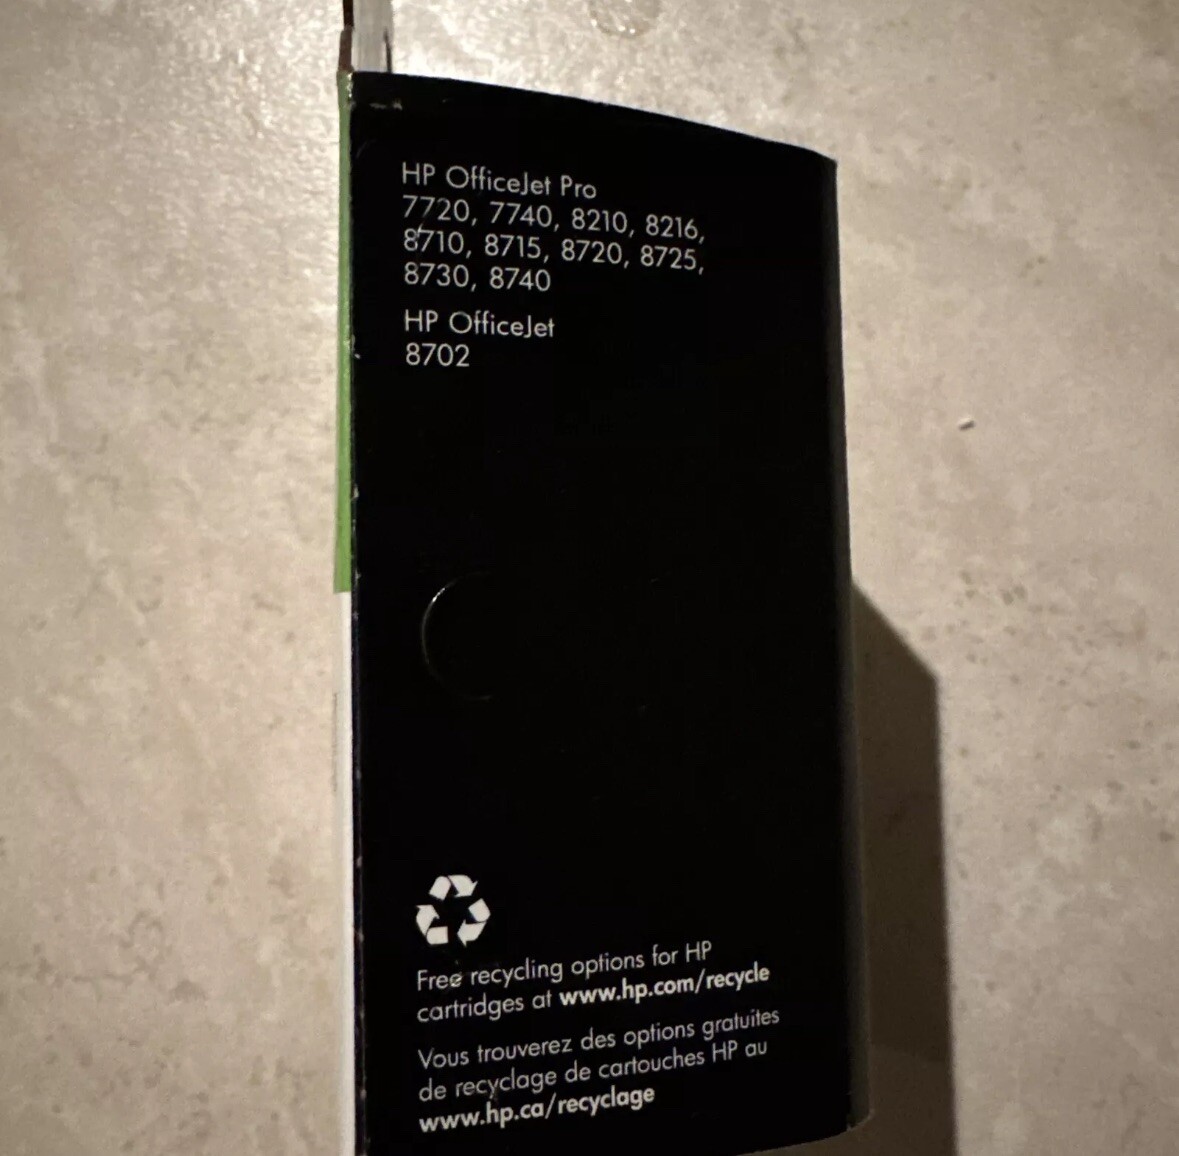 HP OfficeJet Pro
7720, 7740, 8210, 8216,
8710, 8715, 8720, 8725,
8730, 8740
HP OfficeJet
8702
Free recycling options for HP
cartridges at www.hp.com/recycle
Vous trouverez des options gratuites
de recyclage de cartouches HP au
www.hp.ca/recyclage